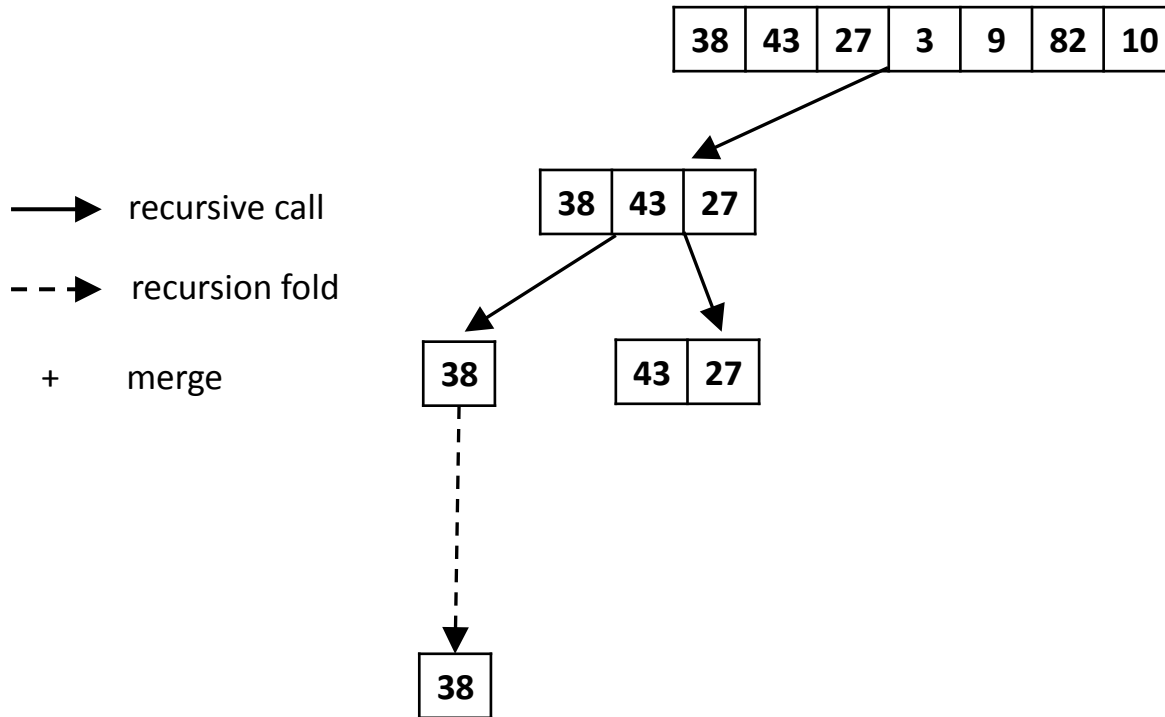 38 43 27 3 9 82 10
38 43 27
recursive call
recursion fold
38
43 27
+ merge
38